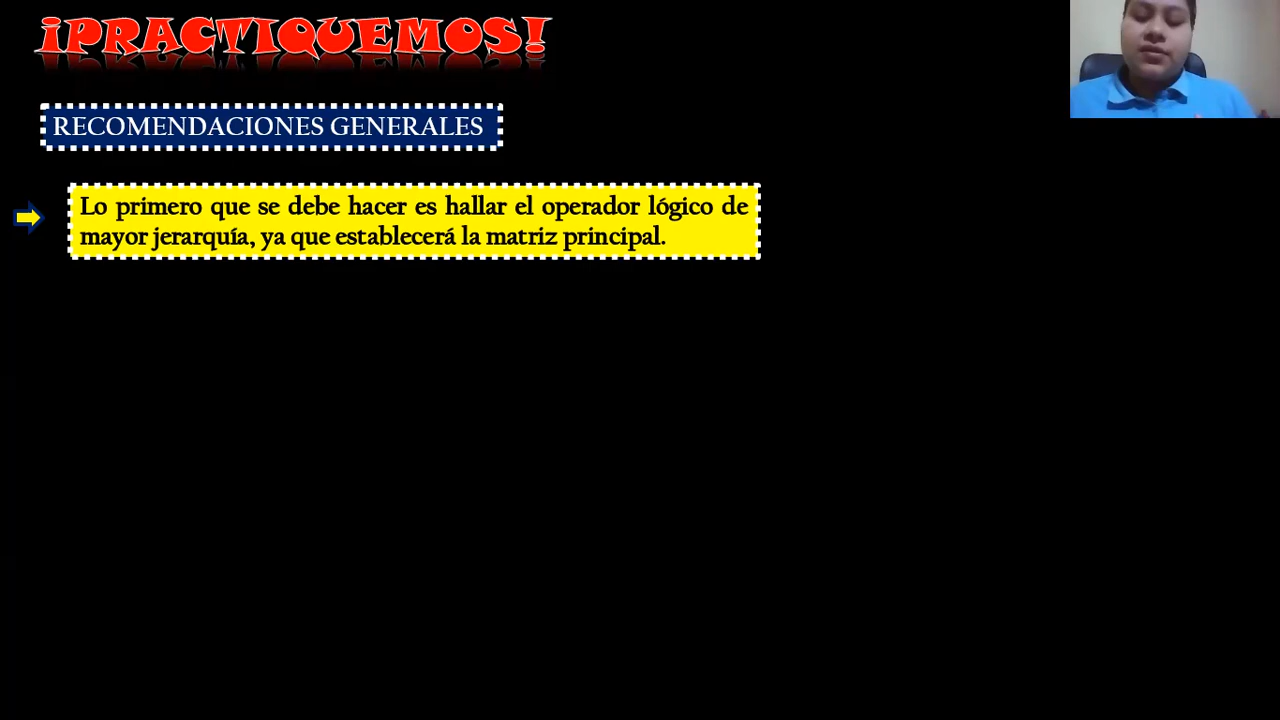 ¡PRACTIQUEMOS!
RECOMENDACIONES GENERALES
Lo primero que se debe hacer es hallar el operador lógico de
mayor jerarquía, ya que establecerá la matriz principal.